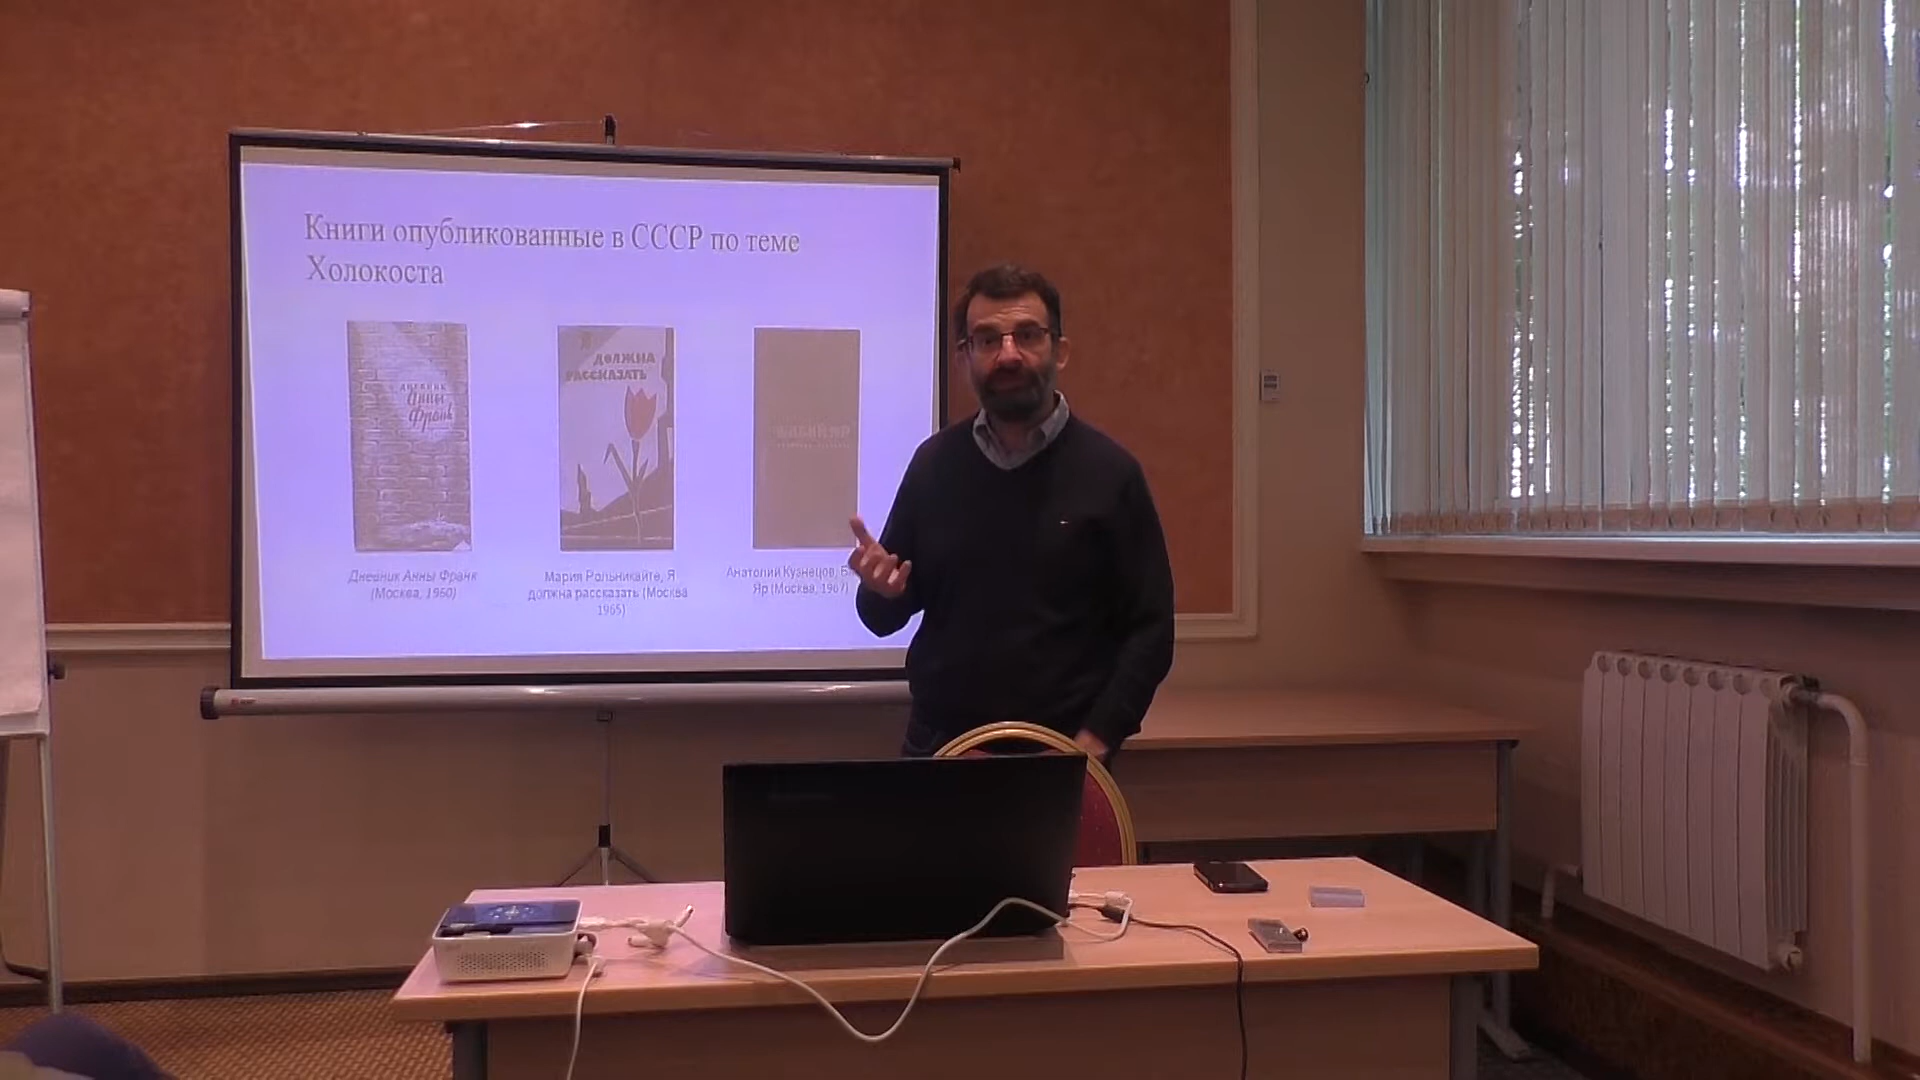 Книги опубликованные в СССР по теме
Холокоста
ДНЕВНИК
Анны
Франк
Я
ДОЛЖНА
РАССКАЗАТЬ
БАБИЙ ЯР
Дневник Анны Франк
(Москва, 1960)
Мария Рольникайте, Я
должна рассказать (Москва
1965)
Анатолий Кузнецов,
Яр (Москва, 1967)